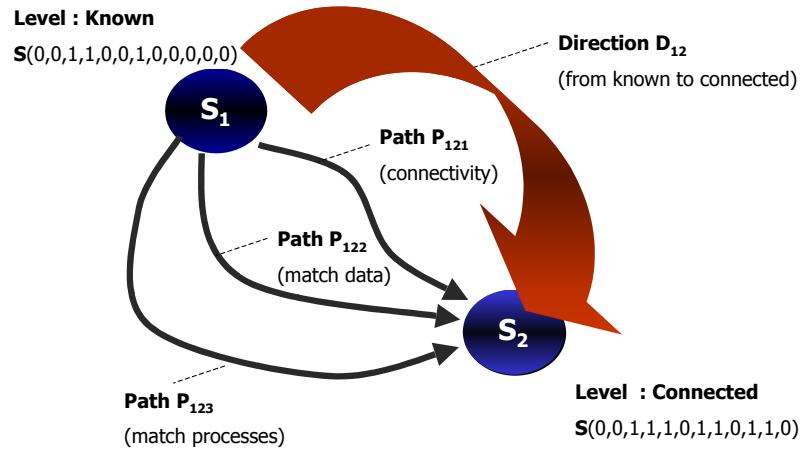 Level : Known
S(0,0,1,1,0,0,1,0,0,0,0,0)
S1
Direction D12
(from known to connected)
Path P121
(connectivity)
Path P122
(match data)
S2
Path P123
(match processes)
Level : Connected
S(0,0,1,1,1,0,1,1,0,1,1,0)